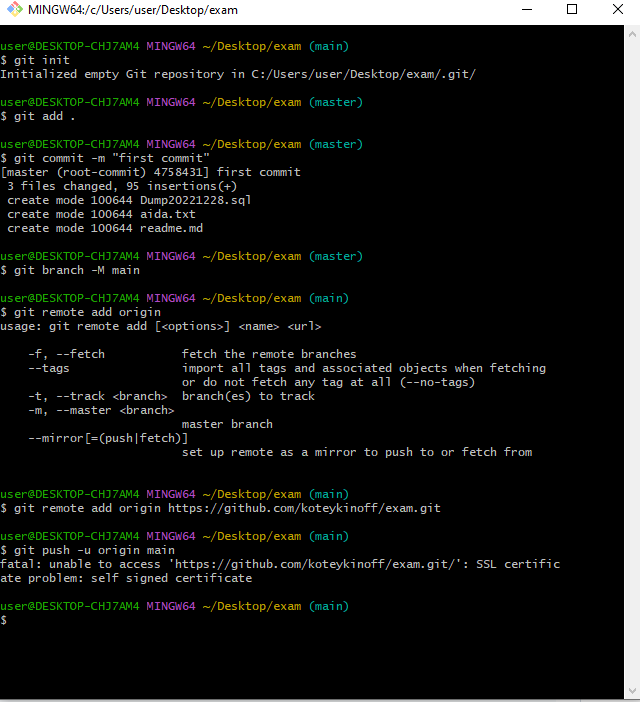 MINGW64:/c/Users/user/Desktop/exam
user@DESKTOP-CHJ7AM4 MINGW64 ~/Desktop/exam (main)
$ git init
Initialized empty Git repository in C:/Users/user/Desktop/exam/.git/
user@DESKTOP-CHJ7AM4 MINGW64 ~/Desktop/exam (master)
$ git add .
user@DESKTOP-CHJ7AM4 MINGW64 ~/Desktop/exam (master)
$ git commit -m "first commit"
[master (root-commit) 4758431] first commit
 3 files changed, 95 insertions(+)
 create mode 100644 Dump20221228.sql
 create mode 100644 aida.txt
 create mode 100644 readme.md
user@DESKTOP-CHJ7AM4 MINGW64 ~/Desktop/exam (master)
$ git branch -M main
user@DESKTOP-CHJ7AM4 MINGW64 ~/Desktop/exam (main)
$ git remote add origin
usage: git remote add [<options>] <name> <url>
    -f, --fetch           fetch the remote branches
    --tags                import all tags and associated objects when fetching
                          or do not fetch any tag at all (--no-tags)
    -t, --track <branch>  branch(es) to track
    -m, --master <branch>
                          master branch
    --mirror[=(push|fetch)]
                          set up remote as a mirror to push to or fetch from
user@DESKTOP-CHJ7AM4 MINGW64 ~/Desktop/exam (main)
$ git remote add origin https://github.com/koteykinoff/exam.git
user@DESKTOP-CHJ7AM4 MINGW64 ~/Desktop/exam (main)
$ git push -u origin main
fatal: unable to access 'https://github.com/koteykinoff/exam.git/': SSL certific
ate problem: self signed certificate
user@DESKTOP-CHJ7AM4 MINGW64 ~/Desktop/exam (main)
$